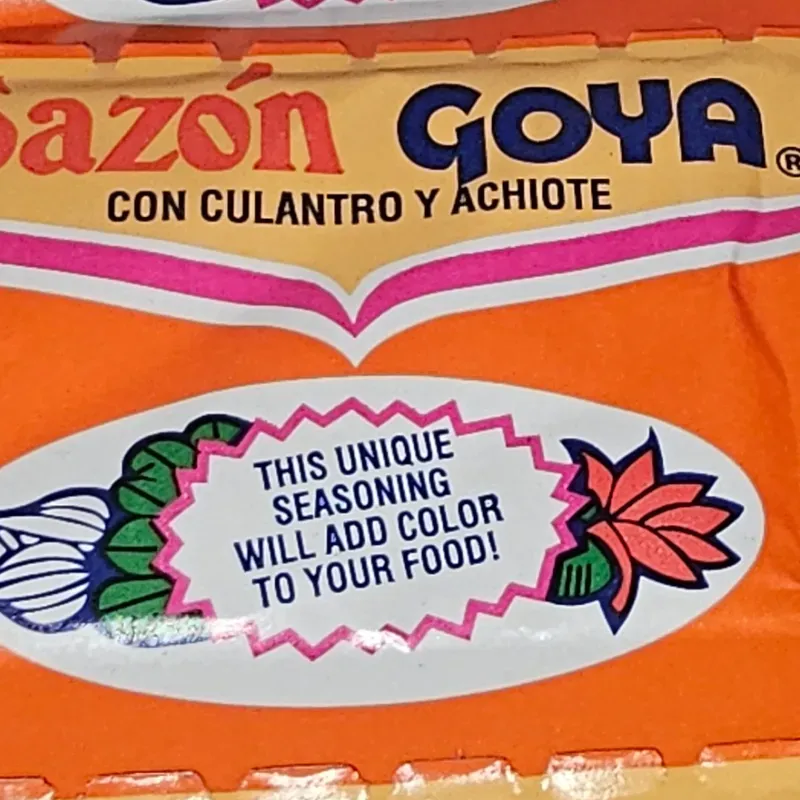 Sazón GOYA®
CON CULANTRO Y ACHIOTE
THIS UNIQUE
SEASONING
WILL ADD COLOR
TO YOUR FOOD!